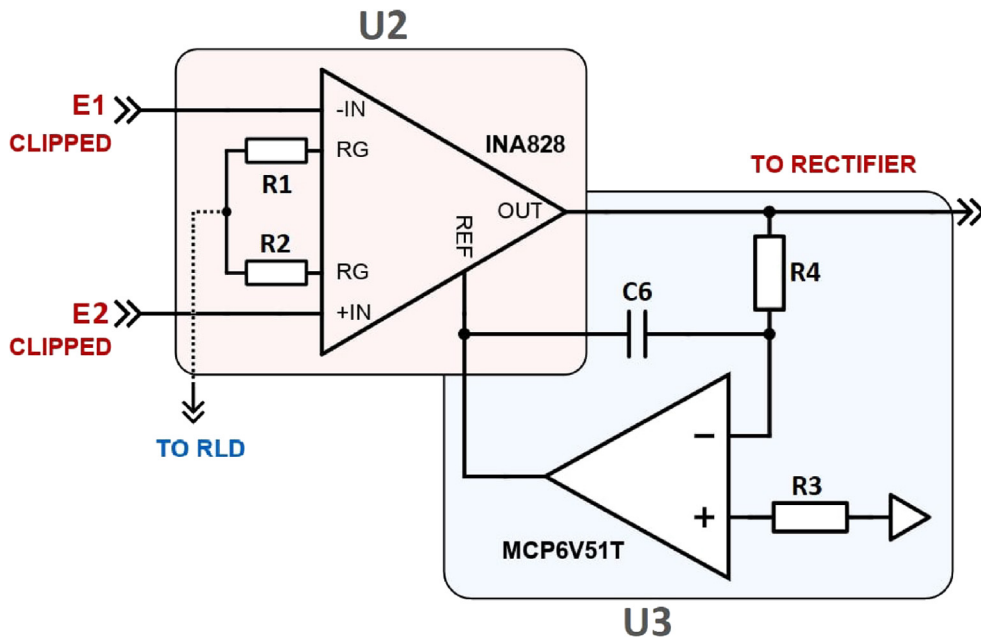 U2
E1
CLIPPED
-IN
RG
R1
INA828
TO RECTIFIER
REF
OUT
R2
RG
R4
C6
E2
CLIPPED
+IN
TO RLD
−
+
R3
MCP6V51T
U3